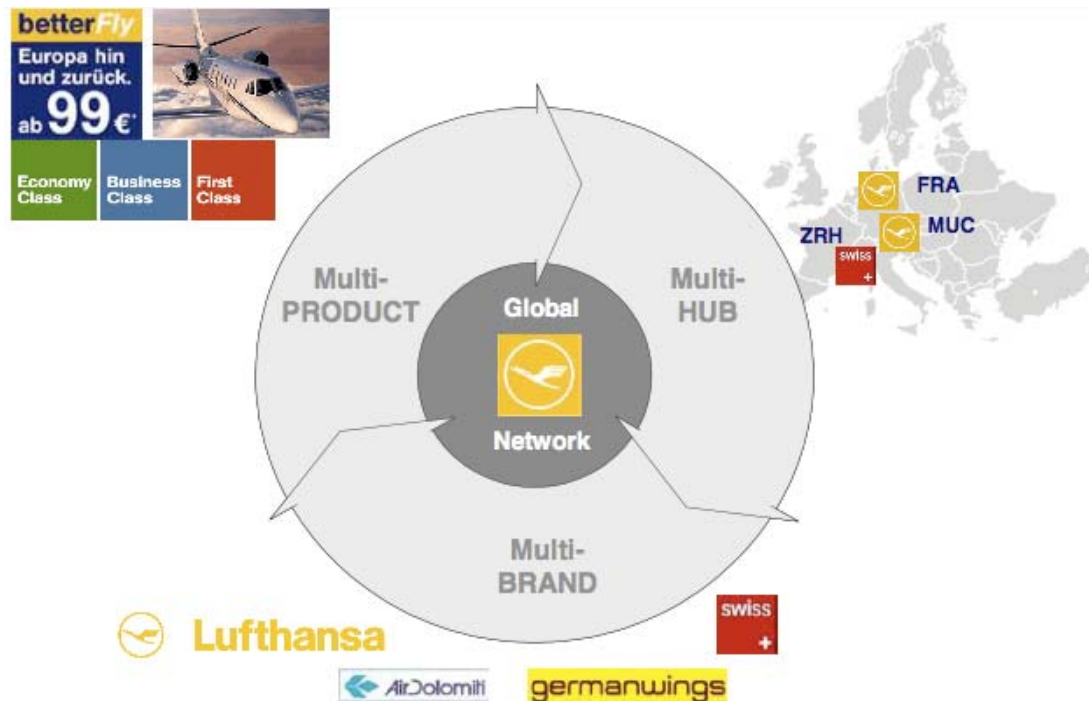 betterFly
Europa hin
und zurück.
ab 99€*
Economy
Class
Business
Class
First
Class
FRA
MUC
ZRH
swiss
+
Multi-
PRODUCT
Multi-
HUB
Global
Network
Multi-
BRAND
Lufthansa
swiss
+
AirDolomiti
germanwings